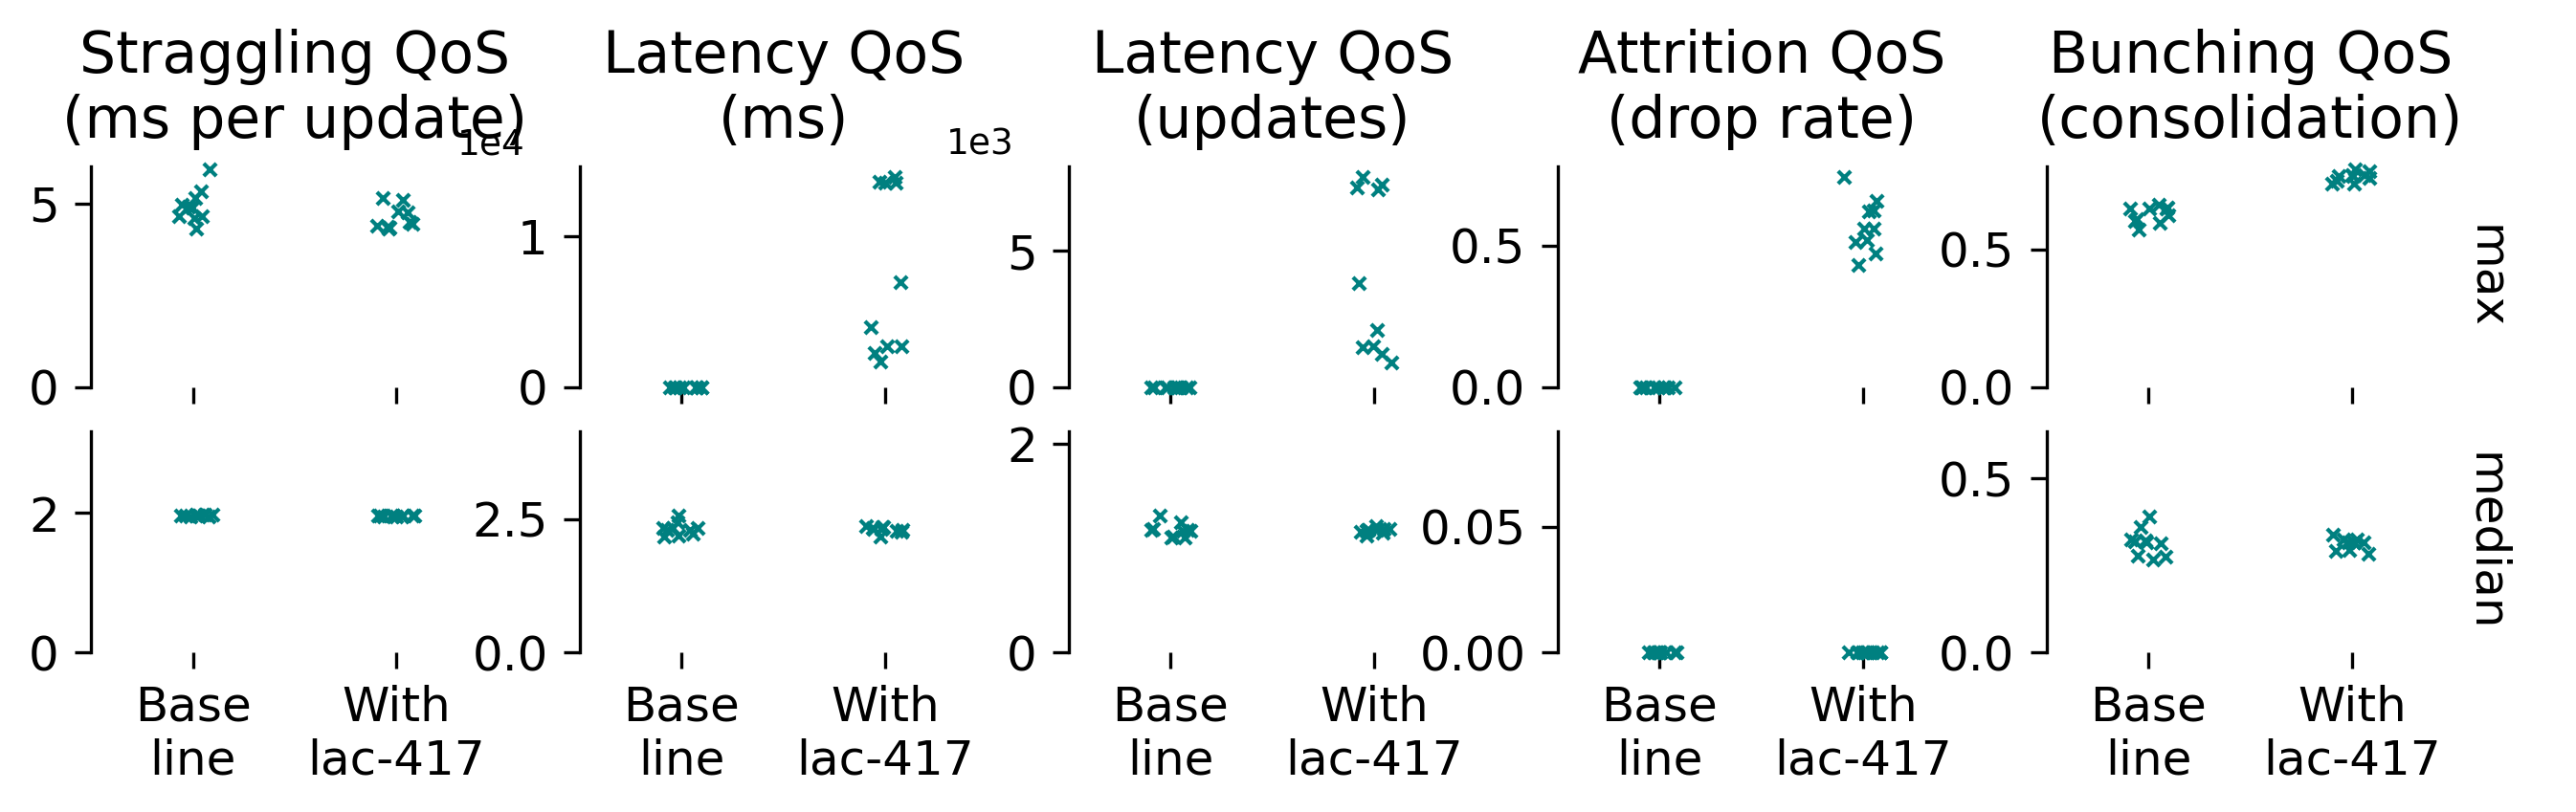 Straggling QoS
(ms per update)
Latency QoS
(ms)
Latency QoS
(updates)
Attrition QoS
(drop rate)
Bunching QoS
(consolidation)
1e4
1e3
5
0
1
0
5
0
0.5
0.0
0.5
0.0
max
2
0
2.5
0.0
2
0
0.05
0.00
0.5
0.0
median
Base
line
With
lac-417
Base
line
With
lac-417
Base
line
With
lac-417
Base
line
With
lac-417
Base
line
With
lac-417